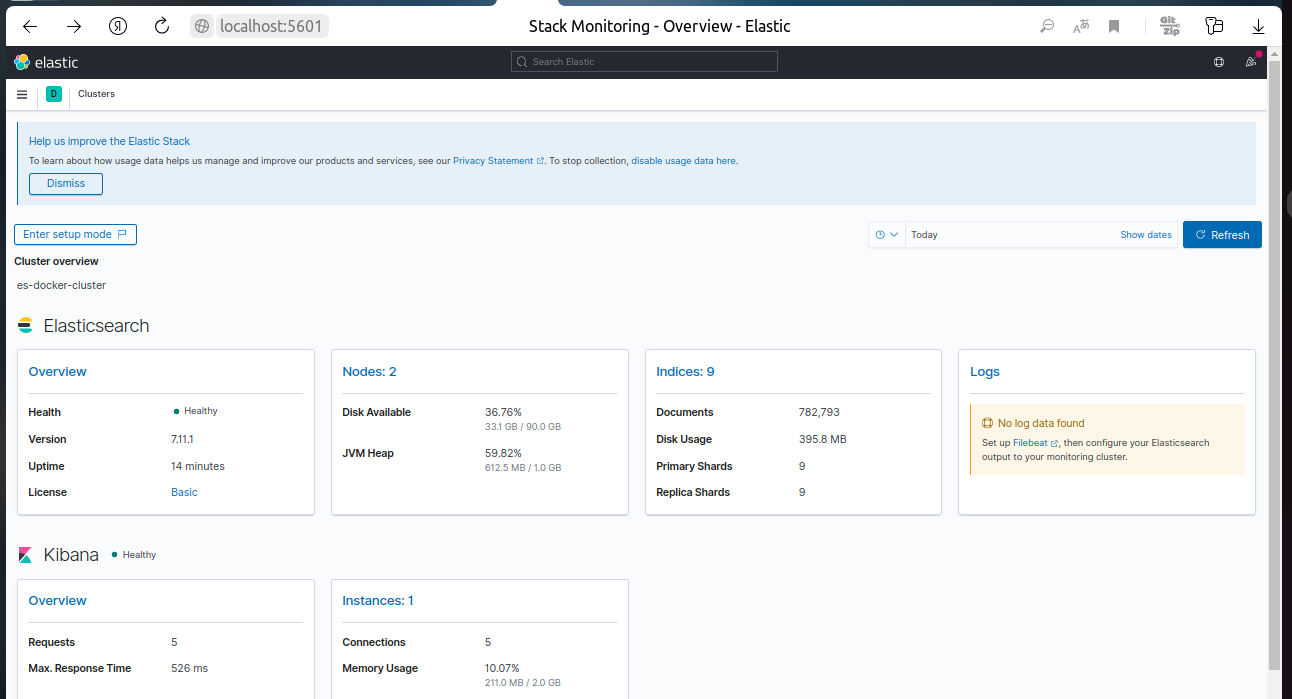 Я localhost:5601 Stack Monitoring - Overview - Elastic Git Zip
elastic Search Elastic
D Clusters
Help us improve the Elastic Stack
To learn about how usage data helps us manage and improve our products and services, see our Privacy Statement. To stop collection, disable usage data here.
Dismiss
Enter setup mode Today Show dates Refresh
Cluster overview
es-docker-cluster
Elasticsearch
Overview
Health Healthy
Version 7.11.1
Uptime 14 minutes
License Basic
Nodes: 2
Disk Available 36.76%
33.1 GB / 90.0 GB
JVM Heap 59.82%
612.5 MB / 1.0 GB
Indices: 9
Documents 782,793
Disk Usage 395.8 MB
Primary Shards 9
Replica Shards 9
Logs
No log data found
Set up Filebeat, then configure your Elasticsearch
output to your monitoring cluster.
Kibana Healthy
Overview
Requests 5
Max. Response Time 526 ms
Instances: 1
Connections 5
Memory Usage 10.07%
211.0 MB / 2.0 GB